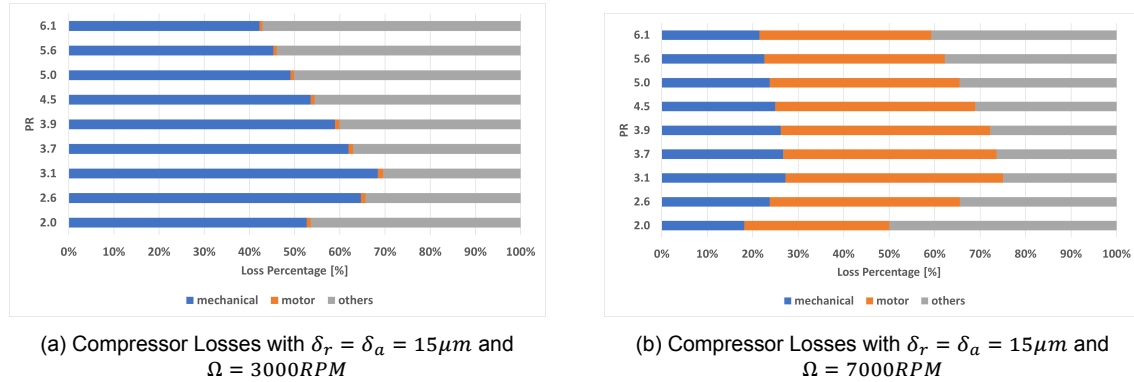 6.1
5.6
5.0
4.5
3.9
3.7
3.1
2.6
2.0
PR
0% 10% 20% 30% 40% 50% 60% 70% 80% 90% 100%
Loss Percentage [%]
mechanical motor others
(a) Compressor Losses with δ_r = δ_a = 15μm and
Ω = 3000RPM
6.1
5.6
5.0
4.5
3.9
3.7
3.1
2.6
2.0
PR
0% 10% 20% 30% 40% 50% 60% 70% 80% 90% 100%
Loss Percentage [%]
mechanical motor others
(b) Compressor Losses with δ_r = δ_a = 15μm and
Ω = 7000RPM